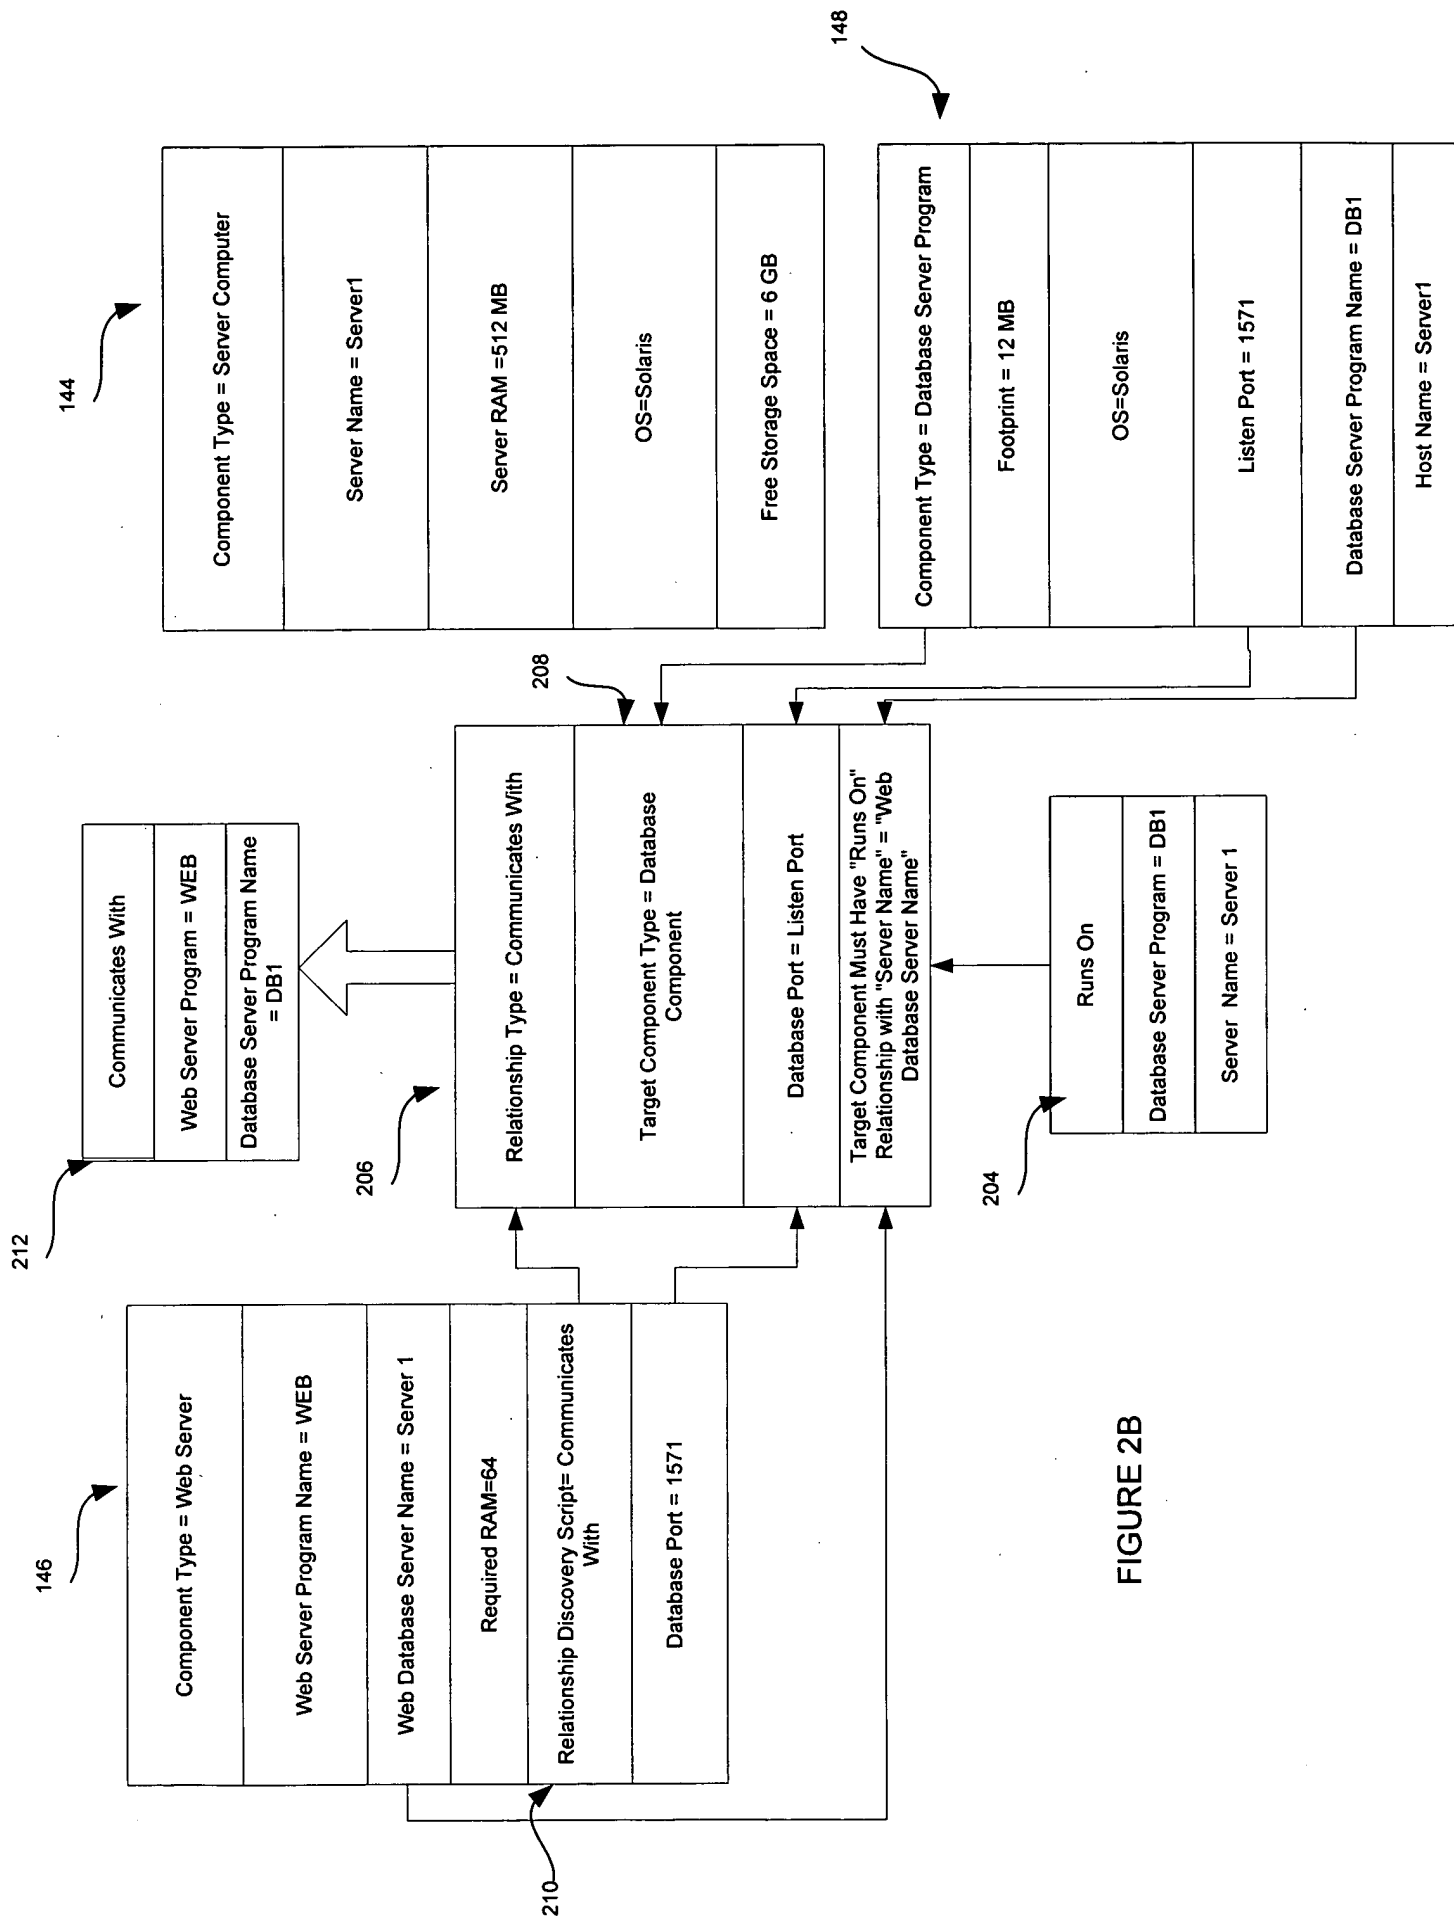 146
Component Type = Web Server
Web Server Program Name = WEB
Web Database Server Name = Server 1
Required RAM=64
Relationship Discovery Script= Communicates
With
Database Port = 1571
210
212
Communicates With
Web Server Program = WEB
Database Server Program Name
= DB1
206
208
Relationship Type = Communicates With
Target Component Type = Database
Component
Database Port = Listen Port
Target Component Must Have "Runs On"
Relationship with "Server Name" = "Web
Database Server Name"
204
Runs On
Database Server Program = DB1
Server Name = Server 1
144
Component Type = Server Computer
Server Name = Server1
Server RAM =512 MB
OS=Solaris
Free Storage Space = 6 GB
148
Component Type = Database Server Program
Footprint = 12 MB
OS=Solaris
Listen Port = 1571
Database Server Program Name = DB1
Host Name = Server1
FIGURE 2B